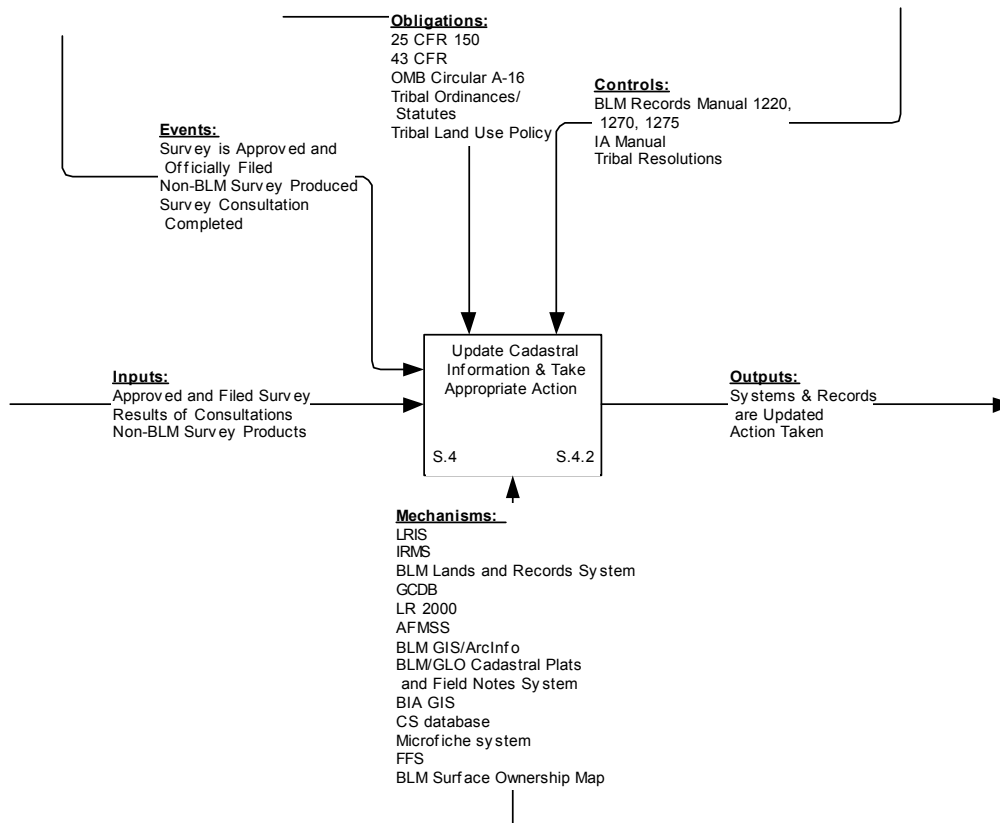 Obligations:
25 CFR 150
43 CFR
OMB Circular A-16
Tribal Ordinances/
Statutes
Tribal Land Use Policy
Controls:
BLM Records Manual 1220,
1270, 1275
IA Manual
Tribal Resolutions
Events:
Survey is Approved and
Officially Filed
Non-BLM Survey Produced
Survey Consultation
Completed
Update Cadastral
Information & Take
Appropriate Action
S.4 S.4.2
Inputs:
Approved and Filed Survey
Results of Consultations
Non-BLM Survey Products
Outputs:
Systems & Records
are Updated
Action Taken
Mechanisms:
LRIS
IRMS
BLM Lands and Records System
GCDB
LR 2000
AFMSS
BLM GIS/ArcInfo
BLM/GLO Cadastral Plats
and Field Notes System
BIA GIS
CS database
Microfiche system
FFS
BLM Surface Ownership Map